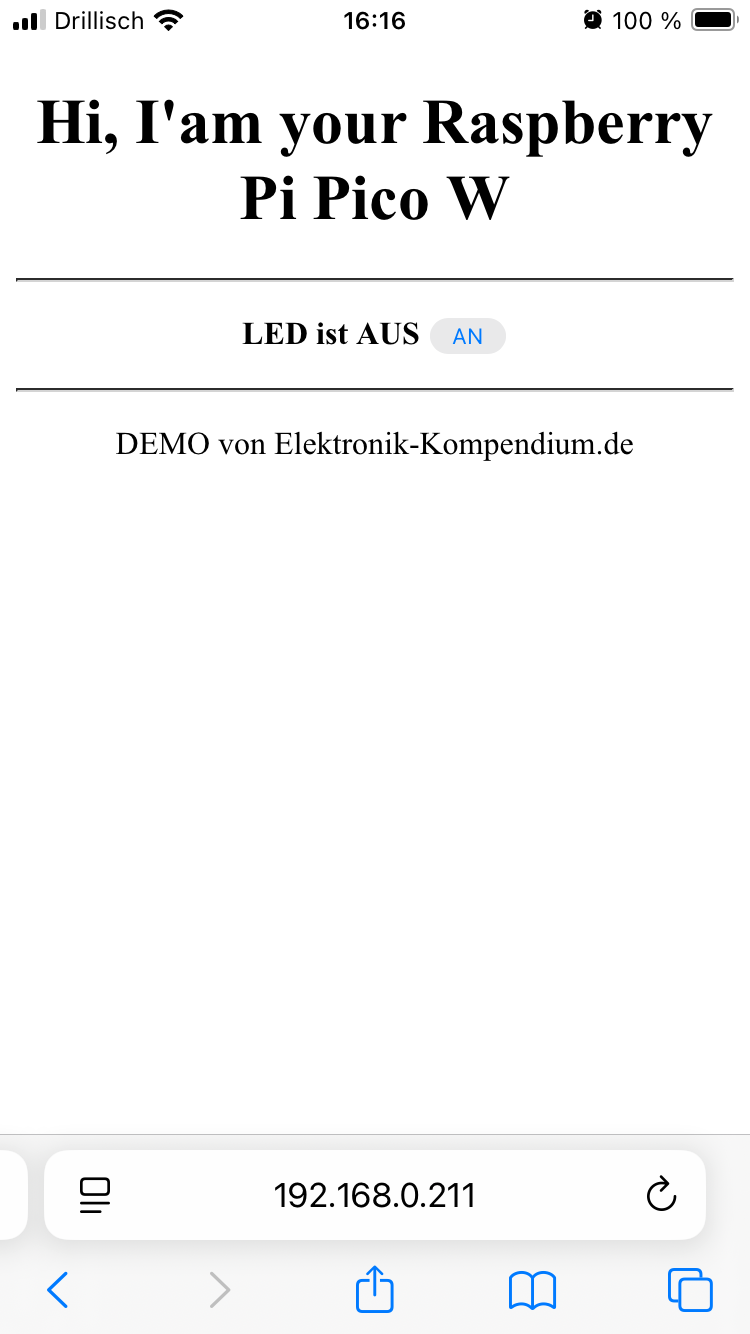 Drillisch 16:16 100 %
Hi, I'am your Raspberry
Pi Pico W
LED ist AUS AN
DEMO von Elektronik-Kompendium.de
192.168.0.211